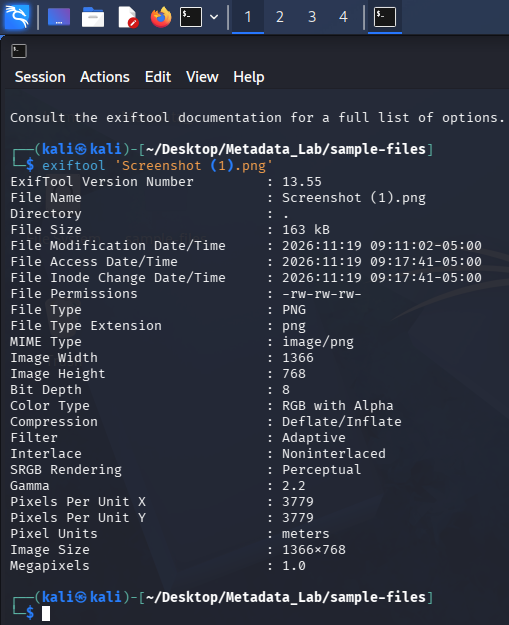 1 2 3 4
Session Actions Edit View Help
Consult the exiftool documentation for a full list of options.
┌──(kali㉿kali)-[~/Desktop/Metadata_Lab/sample-files]
└─$ exiftool 'Screenshot (1).png'
ExifTool Version Number : 13.55
File Name : Screenshot (1).png
Directory : .
File Size : 163 kB
File Modification Date/Time : 2026:11:19 09:11:02-05:00
File Access Date/Time : 2026:11:19 09:17:41-05:00
File Inode Change Date/Time : 2026:11:19 09:17:41-05:00
File Permissions : -rw-rw-rw-
File Type : PNG
File Type Extension : png
MIME Type : image/png
Image Width : 1366
Image Height : 768
Bit Depth : 8
Color Type : RGB with Alpha
Compression : Deflate/Inflate
Filter : Adaptive
Interlace : Noninterlaced
SRGB Rendering : Perceptual
Gamma : 2.2
Pixels Per Unit X : 3779
Pixels Per Unit Y : 3779
Pixel Units : meters
Image Size : 1366×768
Megapixels : 1.0
┌──(kali㉿kali)-[~/Desktop/Metadata_Lab/sample-files]
└─$